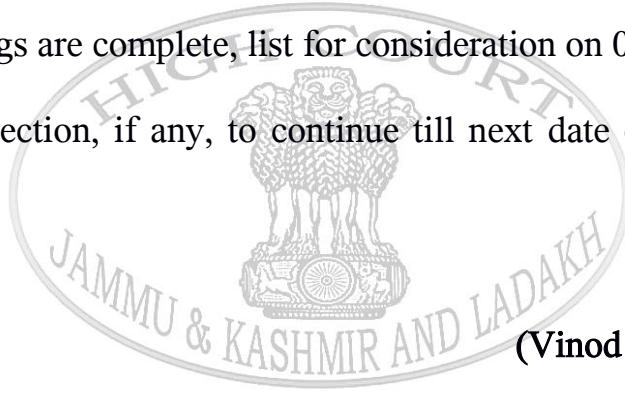 gs are complete, list for consideration on 0
ection, if any, to continue till next date
HIGH COURT
JAMMU & KASHMIR AND LADAKH
(Vinod